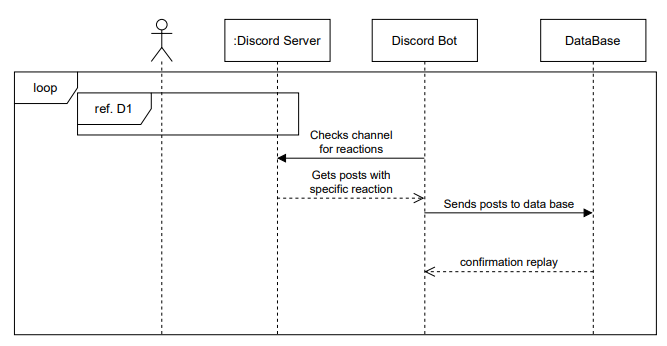 :Discord Server
Discord Bot
DataBase
loop
ref. D1
Checks channel
for reactions
Gets posts with
specific reaction
Sends posts to data base
confirmation replay